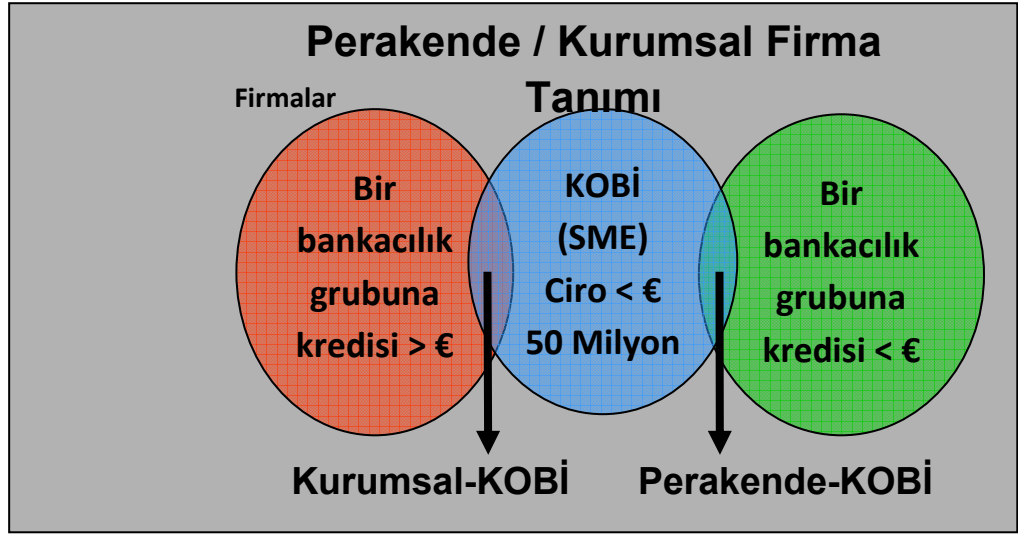 Perakende / Kurumsal Firma
Tanımı
Firmalar
Bir
bankacılık
grubuna
kredisi > €
KOBİ
(SME)
Ciro < €
50 Milyon
Bir
bankacılık
grubuna
kredisi < €
Kurumsal-KOBİ
Perakende-KOBİ